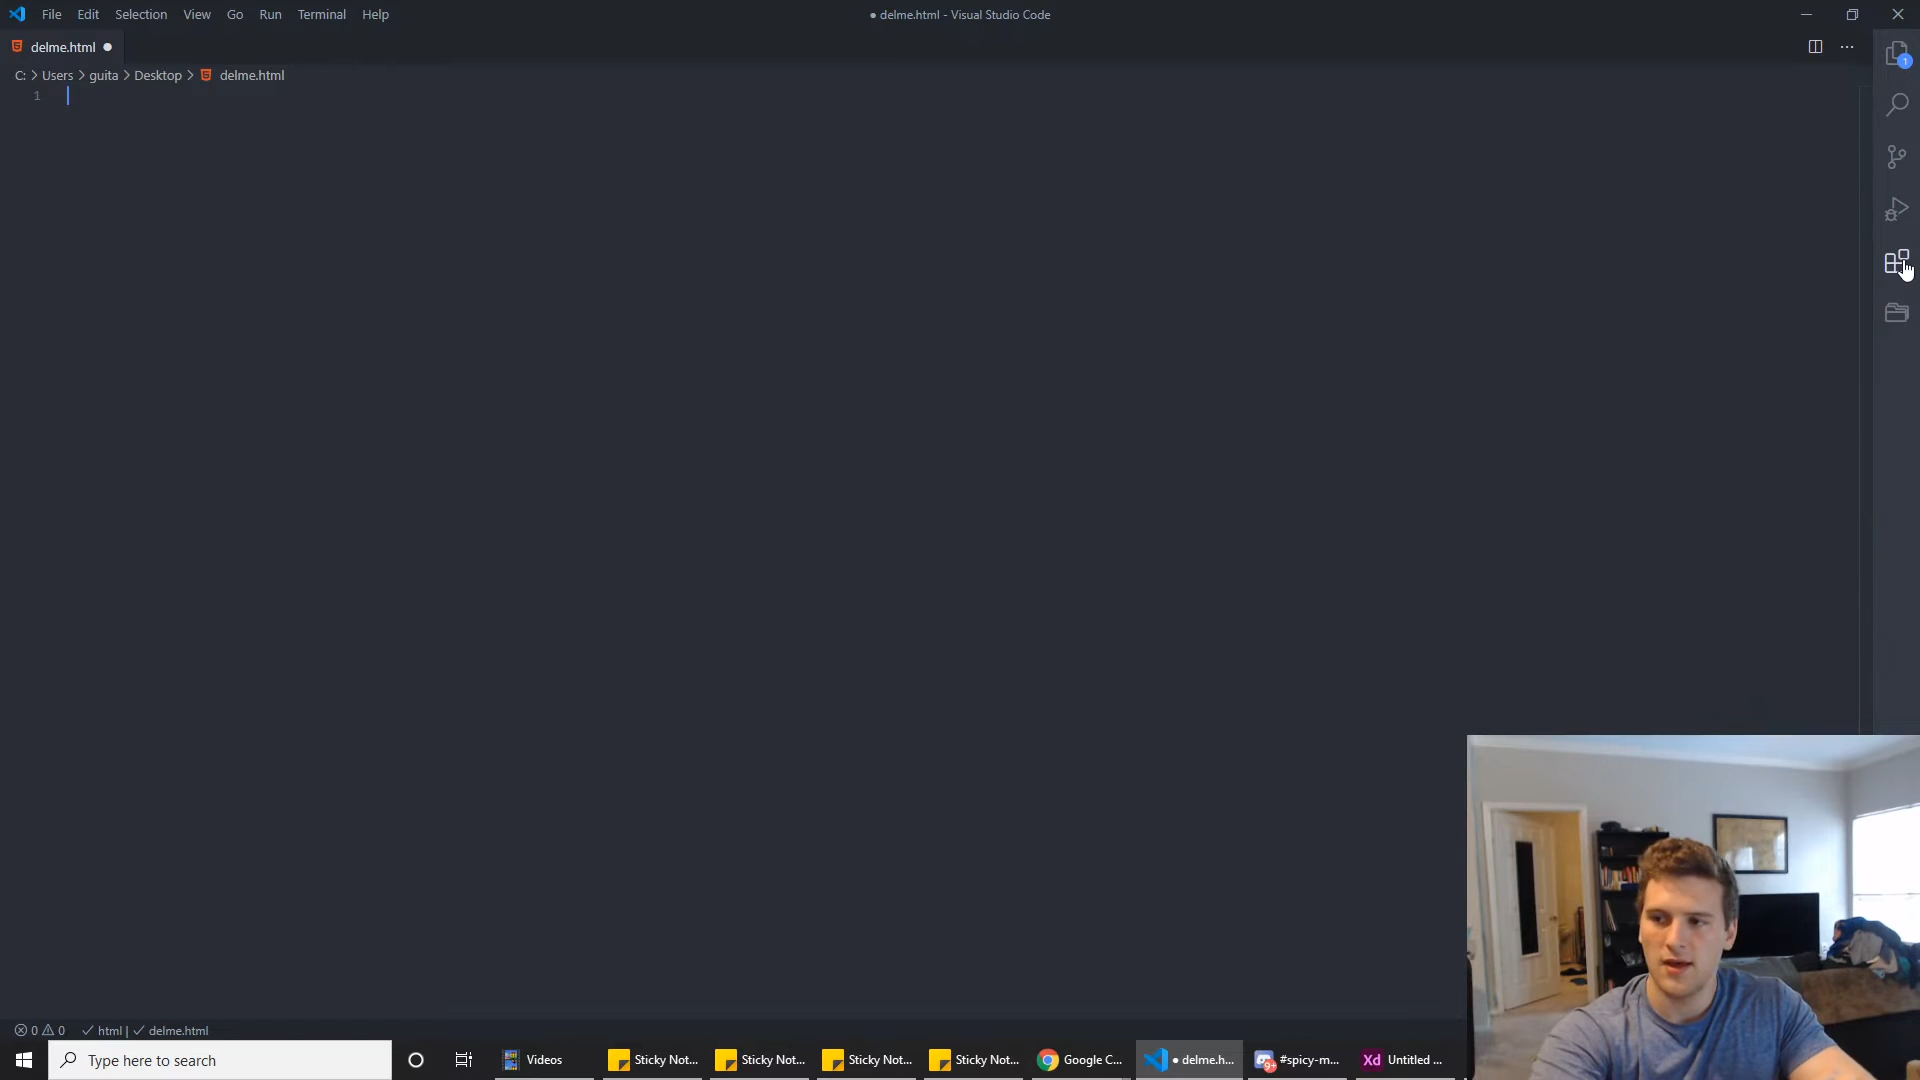 File Edit Selection View Go Run Terminal Help
● delme.html - Visual Studio Code
delme.html ●
C: > Users > guita > Desktop > delme.html
1
1
0 0 ✓ html | ✓ delme.html
Type here to search
Videos
Sticky Not...
Sticky Not...
Sticky Not...
Sticky Not...
Google C...
● delme.h...
9+
#spicy-m...
Xd
Untitled ...